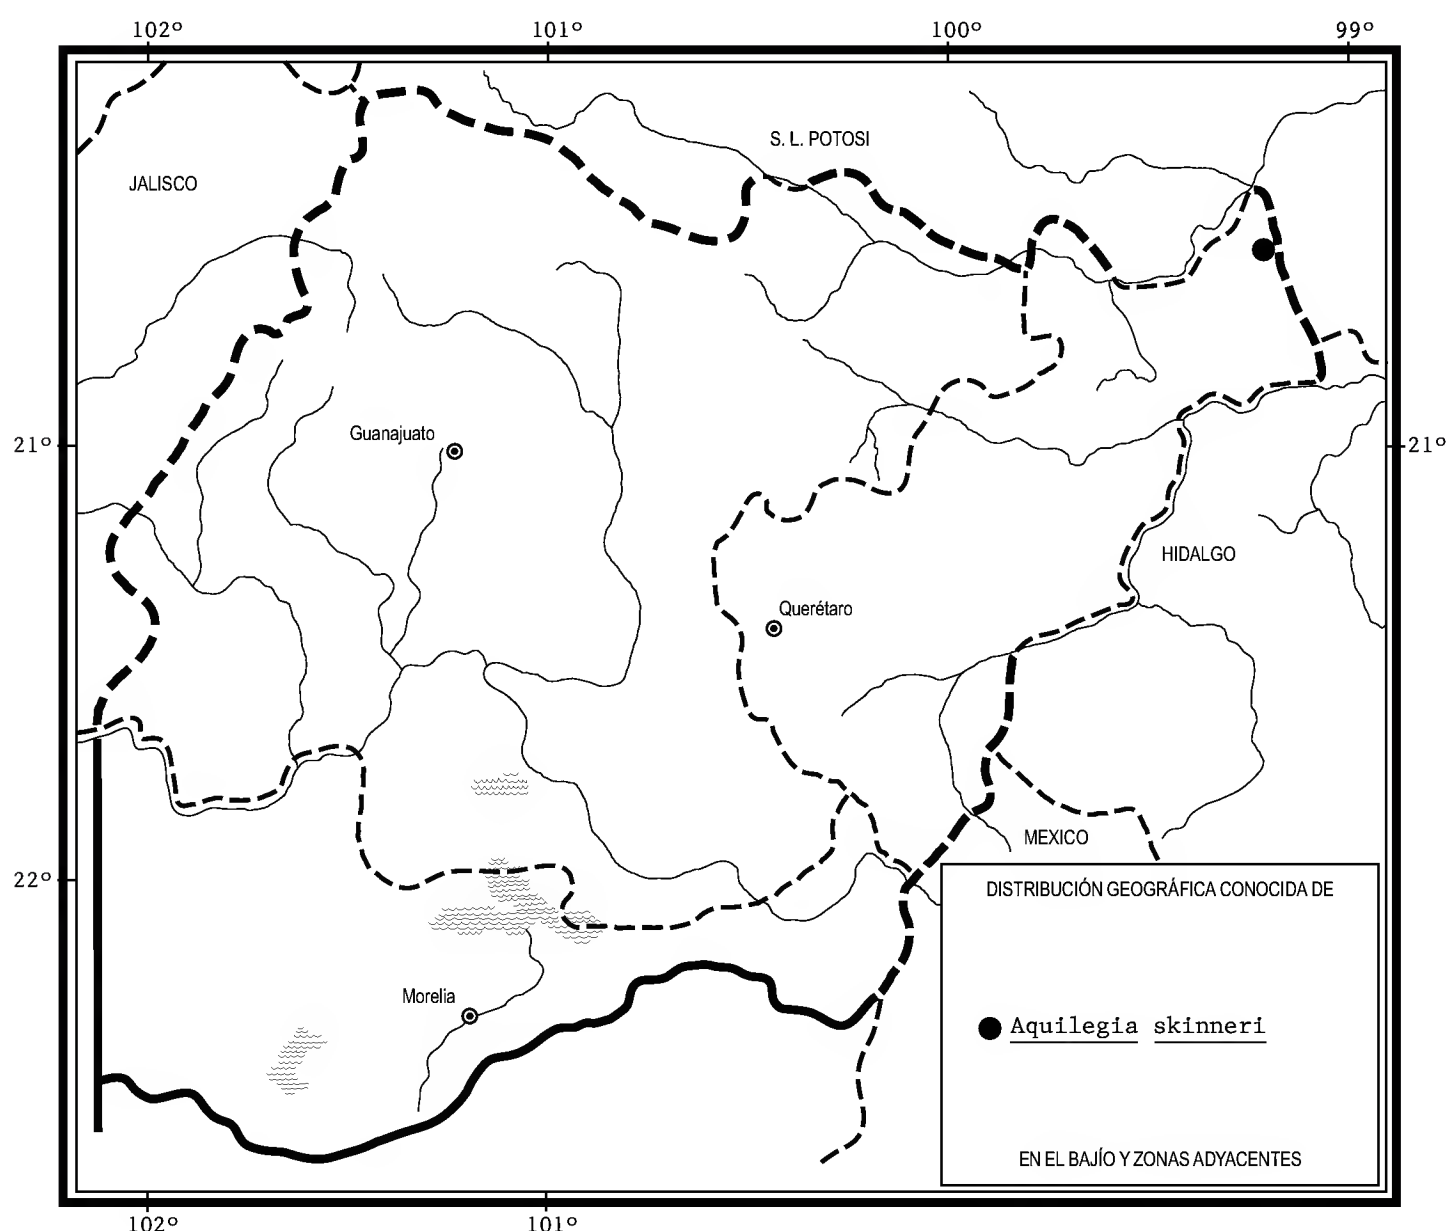 102º 101º 100º 99º
S. L. POTOSI
JALISCO
Guanajuato
21º 21º
HIDALGO
Querétaro
MEXICO
22º
DISTRIBUCIÓN GEOGRÁFICA CONOCIDA DE
Morelia
Aquilegia skinneri
EN EL BAJÍO Y ZONAS ADYACENTES
102º 101º